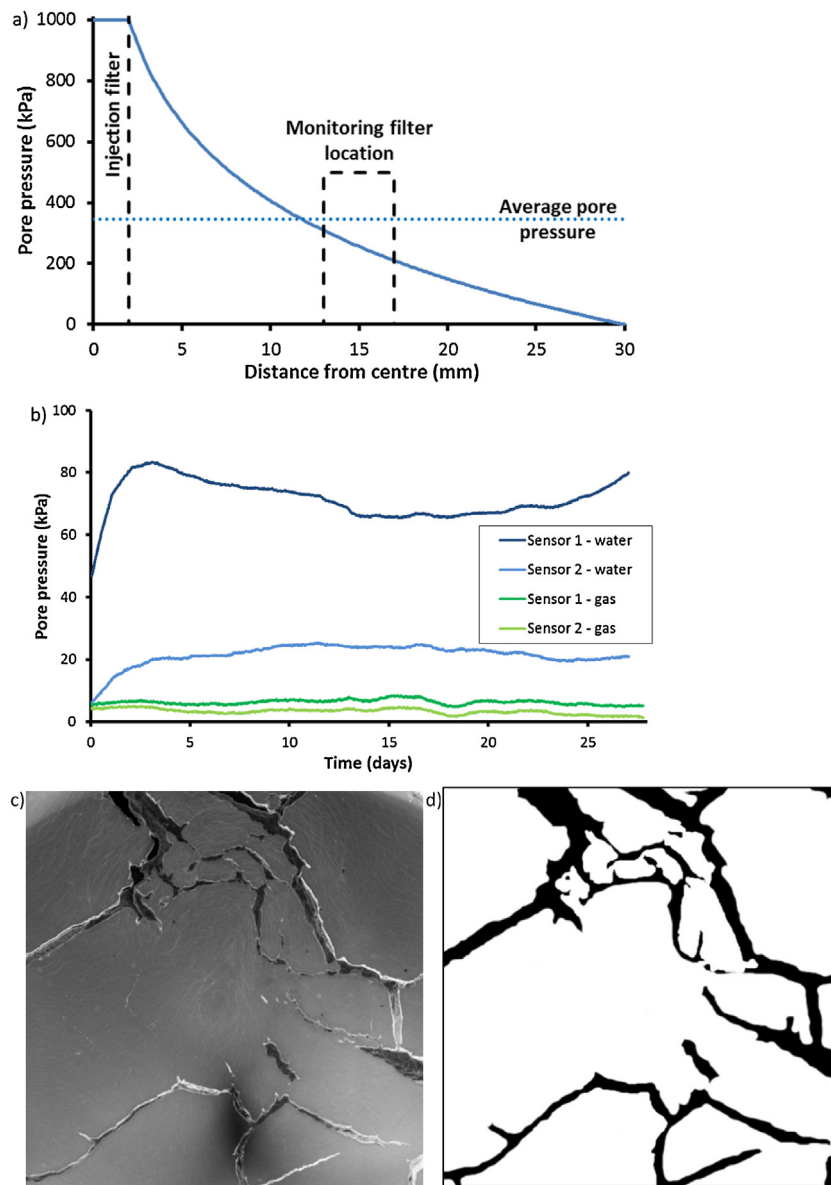 a)
1000
800
600
400
200
0
Pore pressure (kPa)
Injection filter
Monitoring filter
location
Average pore
pressure
0 5 10 15 20 25 30
Distance from centre (mm)
b)
100
80
60
40
20
0
Pore pressure (kPa)
Sensor 1 - water
Sensor 2 - water
Sensor 1 - gas
Sensor 2 - gas
0 5 10 15 20 25
Time (days)
c)
d)